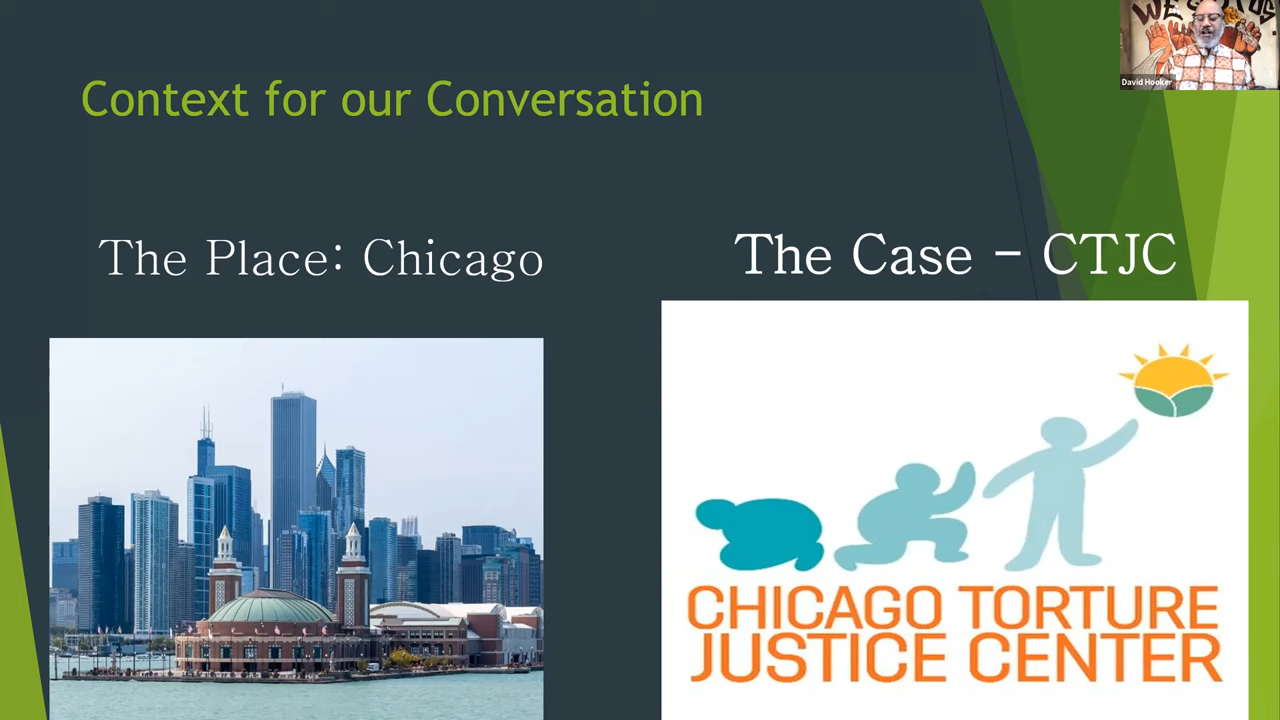 Context for our Conversation
The Place: Chicago
The Case – CTJC
CHICAGO TORTURE
JUSTICE CENTER
David Hooker